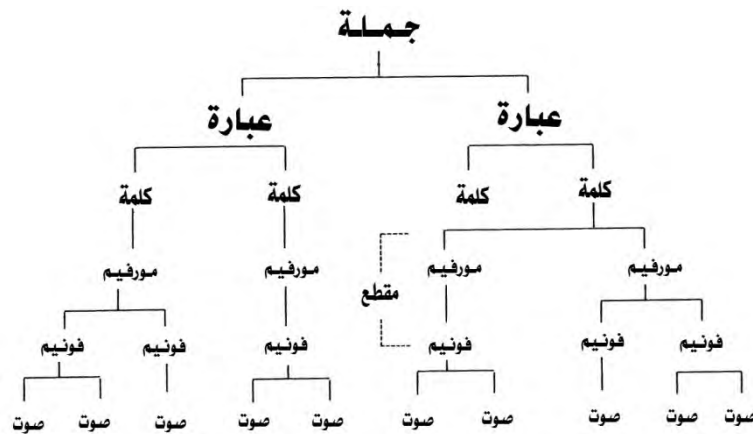 جملة
عبارة عبارة
كلمة كلمة كلمة كلمة
مورفيم مورفيم مورفيم مورفيم
مقطع
فونيم فونيم فونيم فونيم فونيم فونيم
صوت صوت صوت صوت صوت صوت صوت صوت صوت صوت